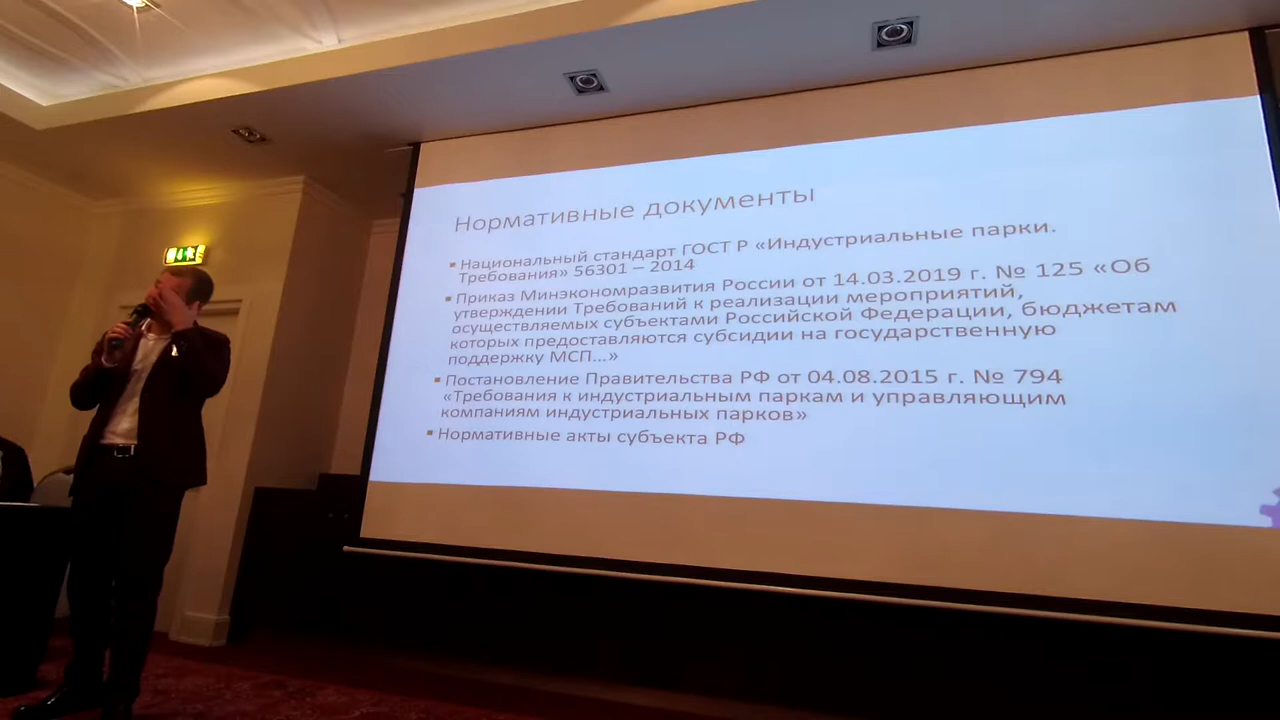 Нормативные документы
▪ Национальный стандарт ГОСТ Р «Индустриальные парки.
Требования» 56301 – 2014
▪ Приказ Минэкономразвития России от 14.03.2019 г. № 125 «Об
утверждении Требований к реализации мероприятий,
осуществляемых субъектами Российской Федерации, бюджетам
которых предоставляются субсидии на государственную
поддержку МСП...»
▪ Постановление Правительства РФ от 04.08.2015 г. № 794
«Требования к индустриальным паркам и управляющим
компаниям индустриальных парков»
▪ Нормативные акты субъекта РФ